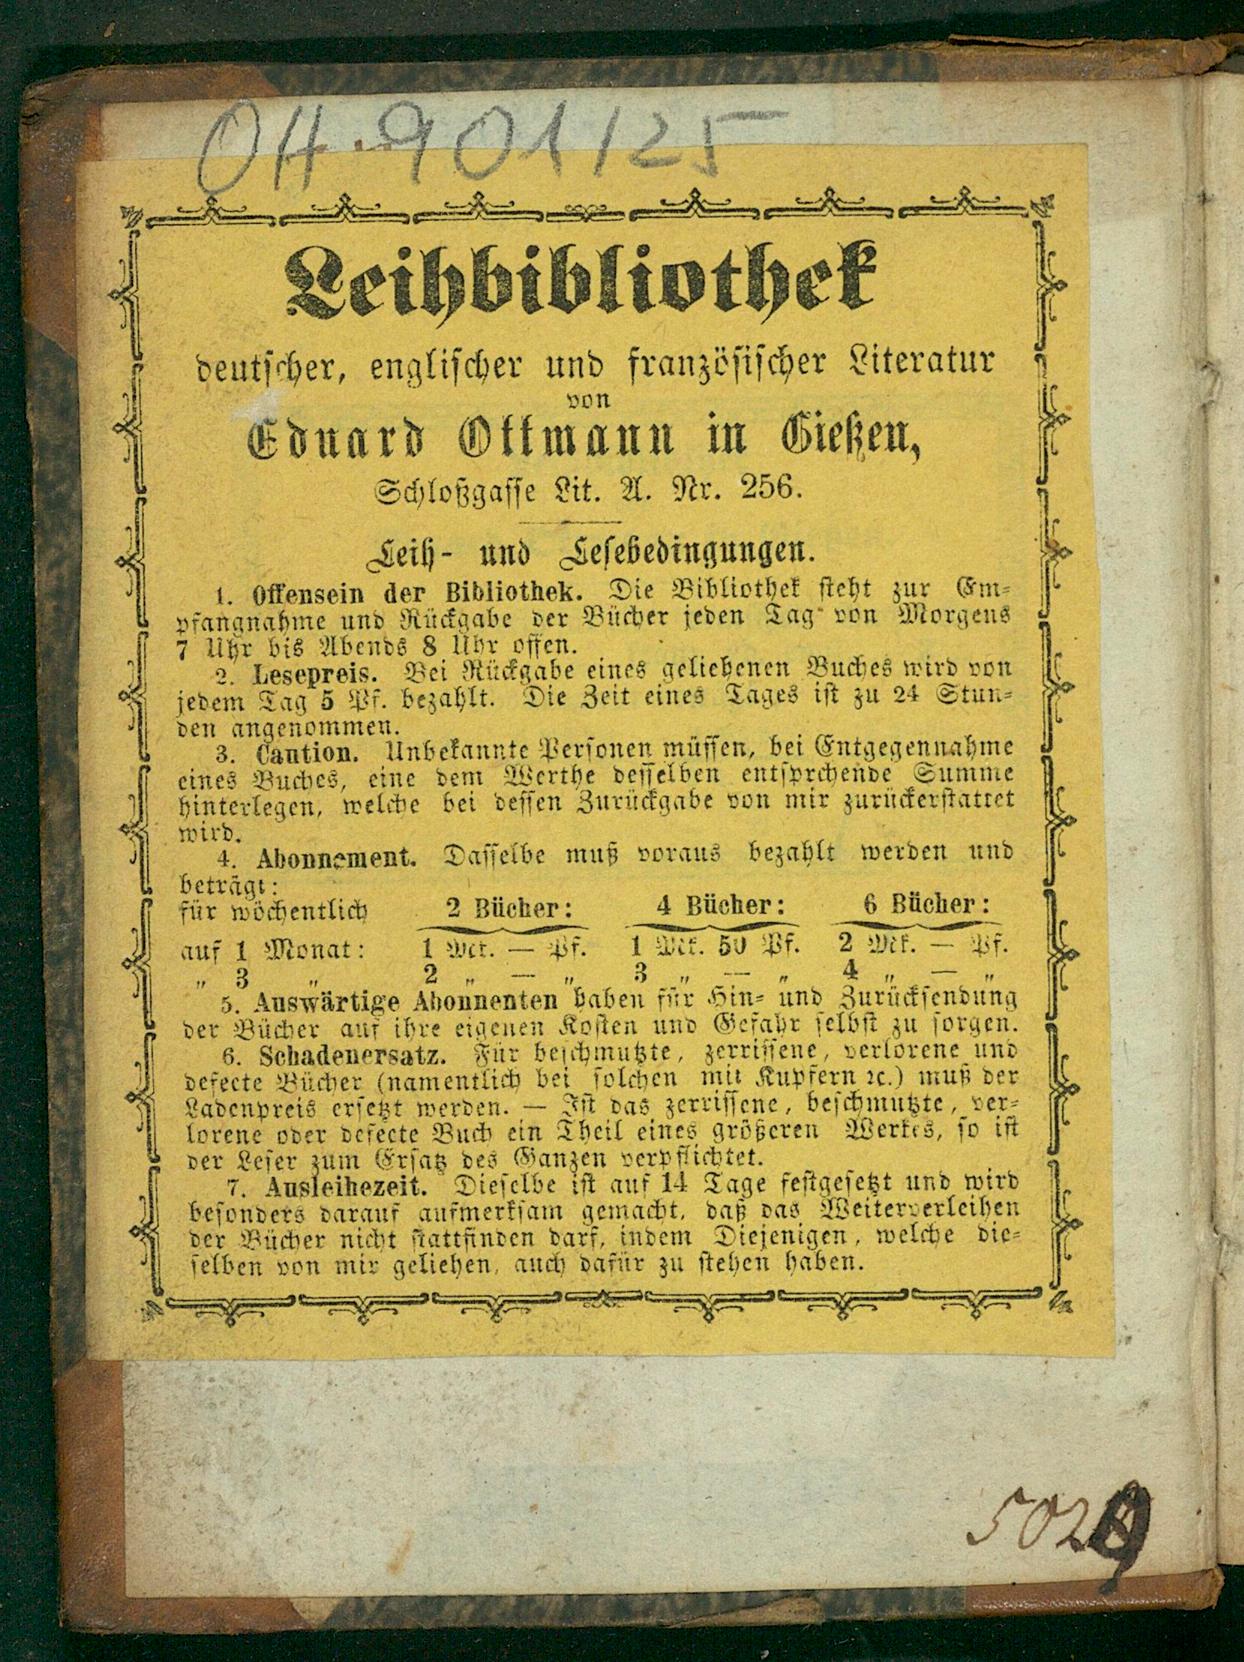 OH 901125
Leihbibliothek
deutscher, englischer und französischer Literatur
von
Eduard Ottmann in Gießen,
Schloßgasse Lit. A. Nr. 256.
Leih- und Lesebedingungen.
1. Offensein der Bibliothek. Die Bibliothek steht zur Em-
pfangnahme und Rückgabe der Bücher jeden Tag von Morgens
7 Uhr bis Abends 8 Uhr offen.
2. Lesepreis. Bei Rückgabe eines geliehenen Buches wird von
jedem Tag 5 Pf. bezahlt. Die Zeit eines Tages ist zu 24 Stun-
den angenommen.
3. Caution. Unbekannte Personen müssen, bei Entgegennahme
eines Buches, eine dem Werthe desselben entsprchende Summe
hinterlegen, welche bei dessen Zurückgabe von mir zurückerstattet
wird.
4. Abonnement. Dasselbe muß voraus bezahlt werden und
beträgt:
für wöchentlich 2 Bücher: 4 Bücher: 6 Bücher:
auf 1 Monat: 1 Mk. — Pf. 1 Mk. 50 Pf. 2 Mk. — Pf.
„ 3 „ 2 „ — „ 3 „ — „ 4 „ — „
5. Auswärtige Abonnenten haben für Hin- und Zurücksendung
der Bücher auf ihre eigenen Kosten und Gefahr selbst zu sorgen.
6. Schadenersatz. Für beschmutzte, zerrissene, verlorene und
defecte Bücher (namentlich bei solchen mit Kupfern ꝛc.) muß der
Ladenpreis ersetzt werden. — Ist das zerrissene, beschmutzte, ver-
lorene oder defecte Buch ein Theil eines größeren Werkes, so ist
der Leser zum Ersatz des Ganzen verpflichtet.
7. Ausleihezeit. Dieselbe ist auf 14 Tage festgesetzt und wird
besonders darauf aufmerksam gemacht, daß das Weiterverleihen
der Bücher nicht stattfinden darf, indem Diejenigen, welche die-
selben von mir geliehen, auch dafür zu stehen haben.
5029